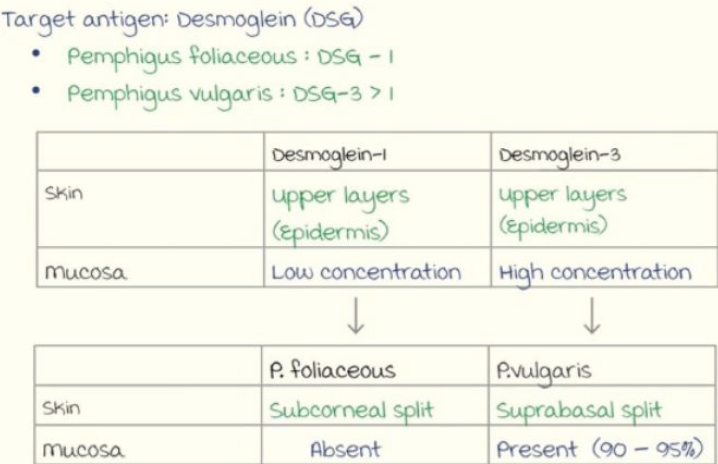 Target antigen: Desmoglein (DSG)
• Pemphigus foliaceous : DSG - 1
• Pemphigus vulgaris : DSG-3 > 1
Desmoglein-1 Desmoglein-3
Skin Upper layers Upper layers
(Epidermis) (Epidermis)
Mucosa Low concentration High concentration
↓ ↓
P. foliaceous P.vulgaris
Skin Subcorneal split Suprabasal split
Mucosa Absent Present (90 - 95%)